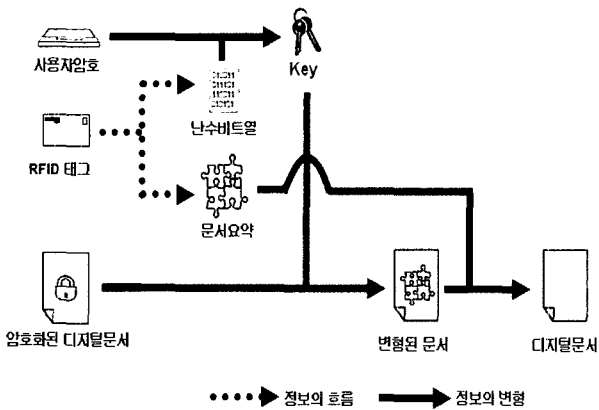 사용자암호
Key
난수비트열
RFID 태그
문서요약
암호화된 디지털문서
변형된 문서
디지털문서
정보의 흐름
정보의 변형